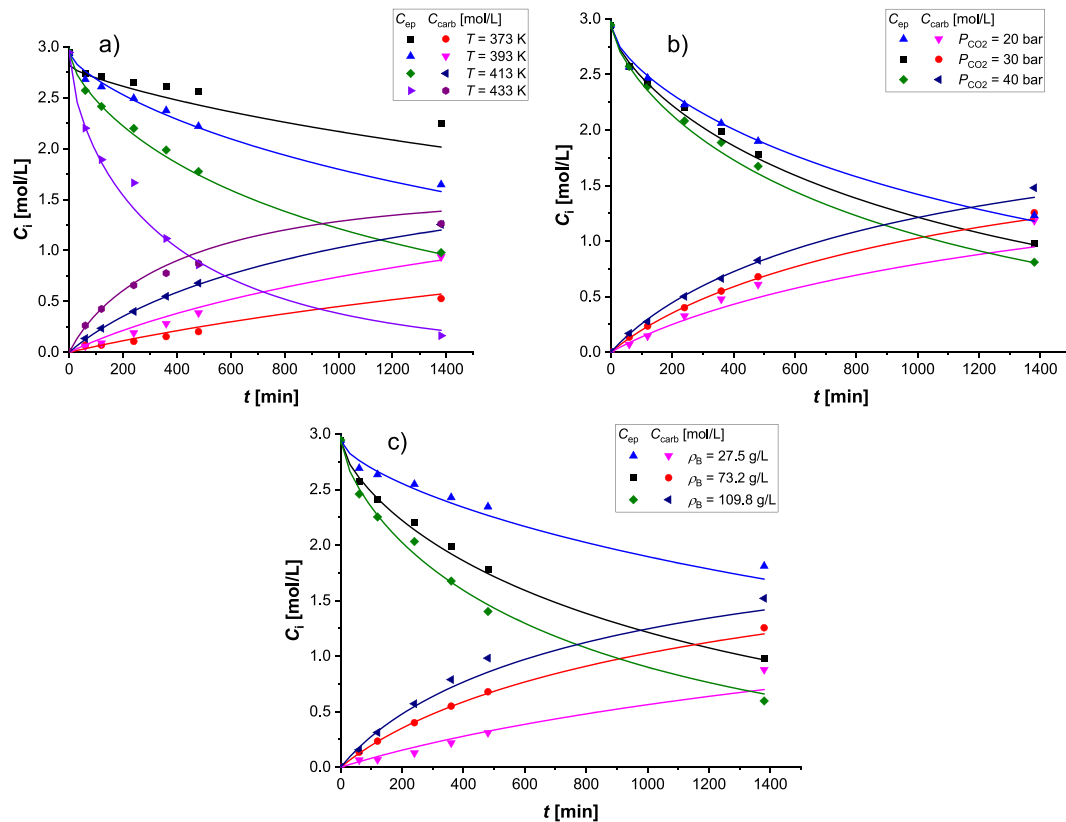 a)
C_ep C_carb [mol/L]
T = 373 K
T = 393 K
T = 413 K
T = 433 K
3.0
2.5
2.0
1.5
1.0
0.5
0.0
C_i [mol/L]
0 200 400 600 800 1000 1200 1400
t [min]
b)
C_ep C_carb [mol/L]
P_CO2 = 20 bar
P_CO2 = 30 bar
P_CO2 = 40 bar
3.0
2.5
2.0
1.5
1.0
0.5
0.0
C_i [mol/L]
0 200 400 600 800 1000 1200 1400
t [min]
c)
C_ep C_carb [mol/L]
ρ_B = 27.5 g/L
ρ_B = 73.2 g/L
ρ_B = 109.8 g/L
3.0
2.5
2.0
1.5
1.0
0.5
0.0
C_i [mol/L]
0 200 400 600 800 1000 1200 1400
t [min]